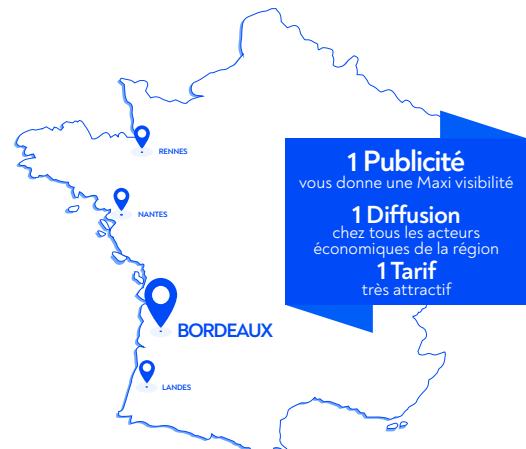 RENNES
NANTES
BORDEAUX
LANDES
1 Publicité
vous donne une Maxi visibilité
1 Diffusion
chez tous les acteurs
économiques de la région
1 Tarif
très attractif